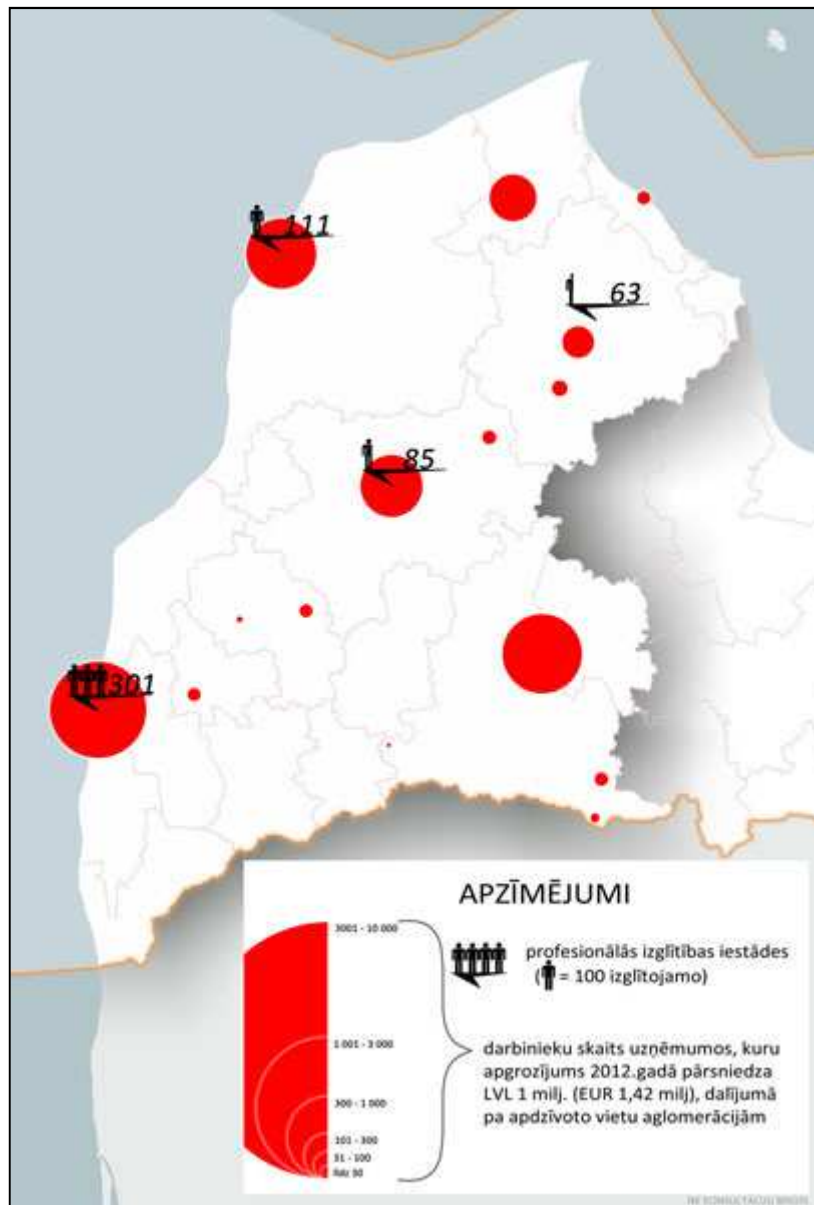 111
63
85
301
APZĪMĒJUMI
3001 - 10 000
1 001 - 3 000
300 - 1 000
101 - 300
51 - 100
līdz 50
profesionālās izglītības iestādes
( = 100 izglītojamo)
darbinieku skaits uzņēmumos, kuru
apgrozījums 2012.gadā pārsniedza
LVL 1 milj. (EUR 1,42 milj), dalījumā
pa apdzīvoto vietu aglomerācijām